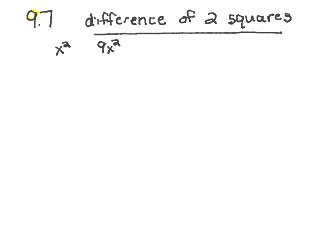 9.7 difference of 2 squares
x² 9x²